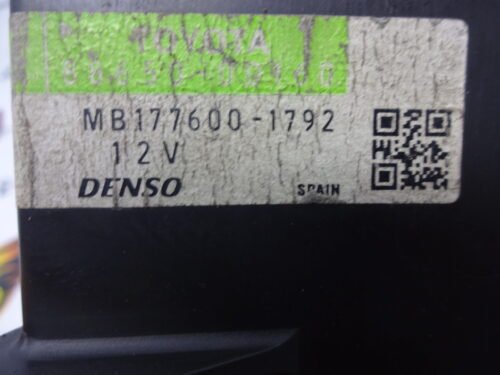 TOYOTA
MB177600-1792
12V
DENSO
SPAIN